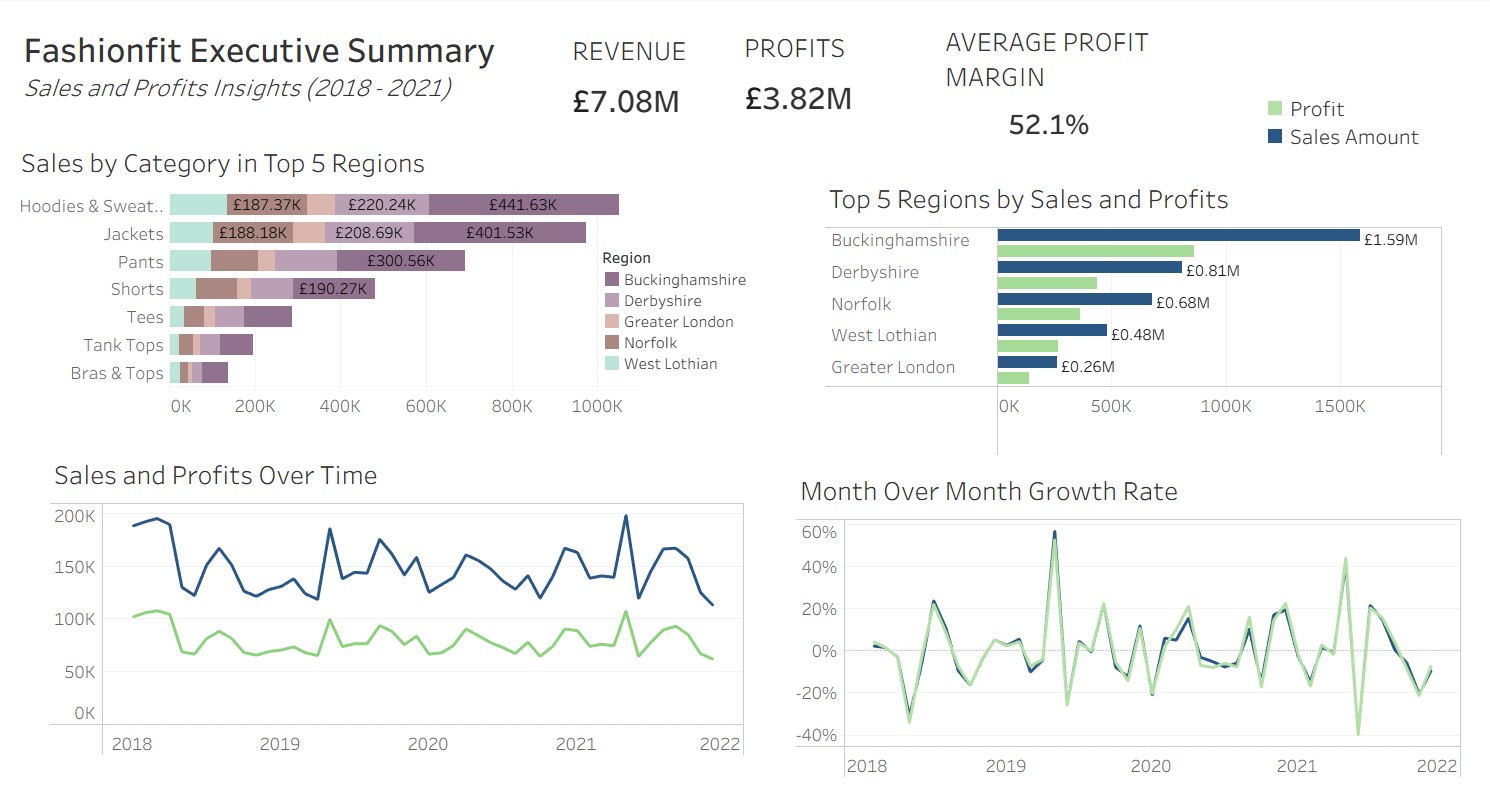 Fashionfit Executive Summary
Sales and Profits Insights (2018 - 2021)
REVENUE
£7.08M
PROFITS
£3.82M
AVERAGE PROFIT
MARGIN
52.1%
Profit
Sales Amount
Sales by Category in Top 5 Regions
Hoodies & Sweat.. £187.37K £220.24K £441.63K
Jackets £188.18K £208.69K £401.53K
Pants £300.56K
Shorts £190.27K
Tees
Tank Tops
Bras & Tops
0K 200K 400K 600K 800K 1000K
Region
Buckinghamshire
Derbyshire
Greater London
Norfolk
West Lothian
Top 5 Regions by Sales and Profits
Buckinghamshire £1.59M
Derbyshire £0.81M
Norfolk £0.68M
West Lothian £0.48M
Greater London £0.26M
0K 500K 1000K 1500K
Sales and Profits Over Time
200K
150K
100K
50K
0K
2018 2019 2020 2021 2022
Month Over Month Growth Rate
60%
40%
20%
0%
-20%
-40%
2018 2019 2020 2021 2022